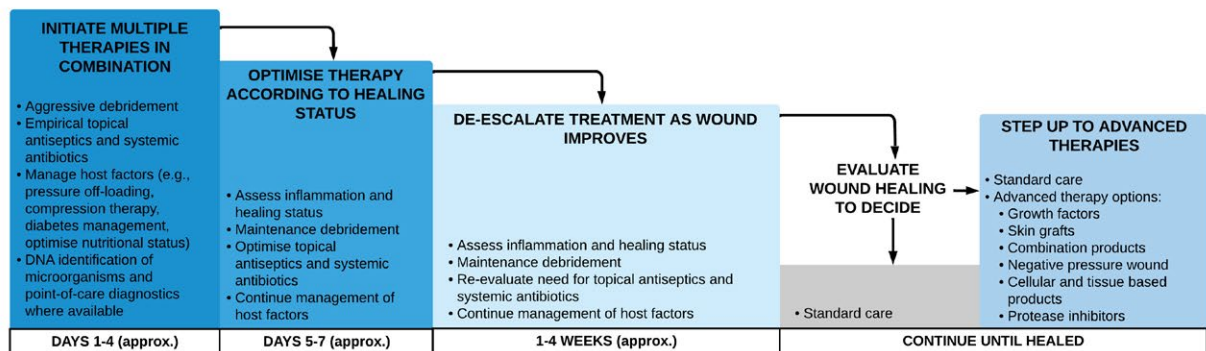 INITIATE MULTIPLE
THERAPIES IN
COMBINATION
• Aggressive debridement
• Empirical topical
antiseptics and systemic
antibiotics
• Manage host factors (e.g.,
pressure off-loading,
compression therapy,
diabetes management,
optimise nutritional status)
• DNA identification of
microorganisms and
point-of-care diagnostics
where available
DAYS 1-4 (approx.)
OPTIMISE THERAPY
ACCORDING TO HEALING
STATUS
• Assess inflammation and
healing status
• Maintenance debridement
• Optimise topical
antiseptics and systemic
antibiotics
• Continue management of
host factors
DAYS 5-7 (approx.)
DE-ESCALATE TREATMENT AS WOUND
IMPROVES
• Assess inflammation and healing status
• Maintenance debridement
• Re-evaluate need for topical antiseptics and
systemic antibiotics
• Continue management of host factors
1-4 WEEKS (approx.)
EVALUATE
WOUND HEALING
TO DECIDE
• Standard care
STEP UP TO ADVANCED
THERAPIES
• Standard care
• Advanced therapy options:
• Growth factors
• Skin grafts
• Combination products
• Negative pressure wound
• Cellular and tissue based
products
• Protease inhibitors
CONTINUE UNTIL HEALED